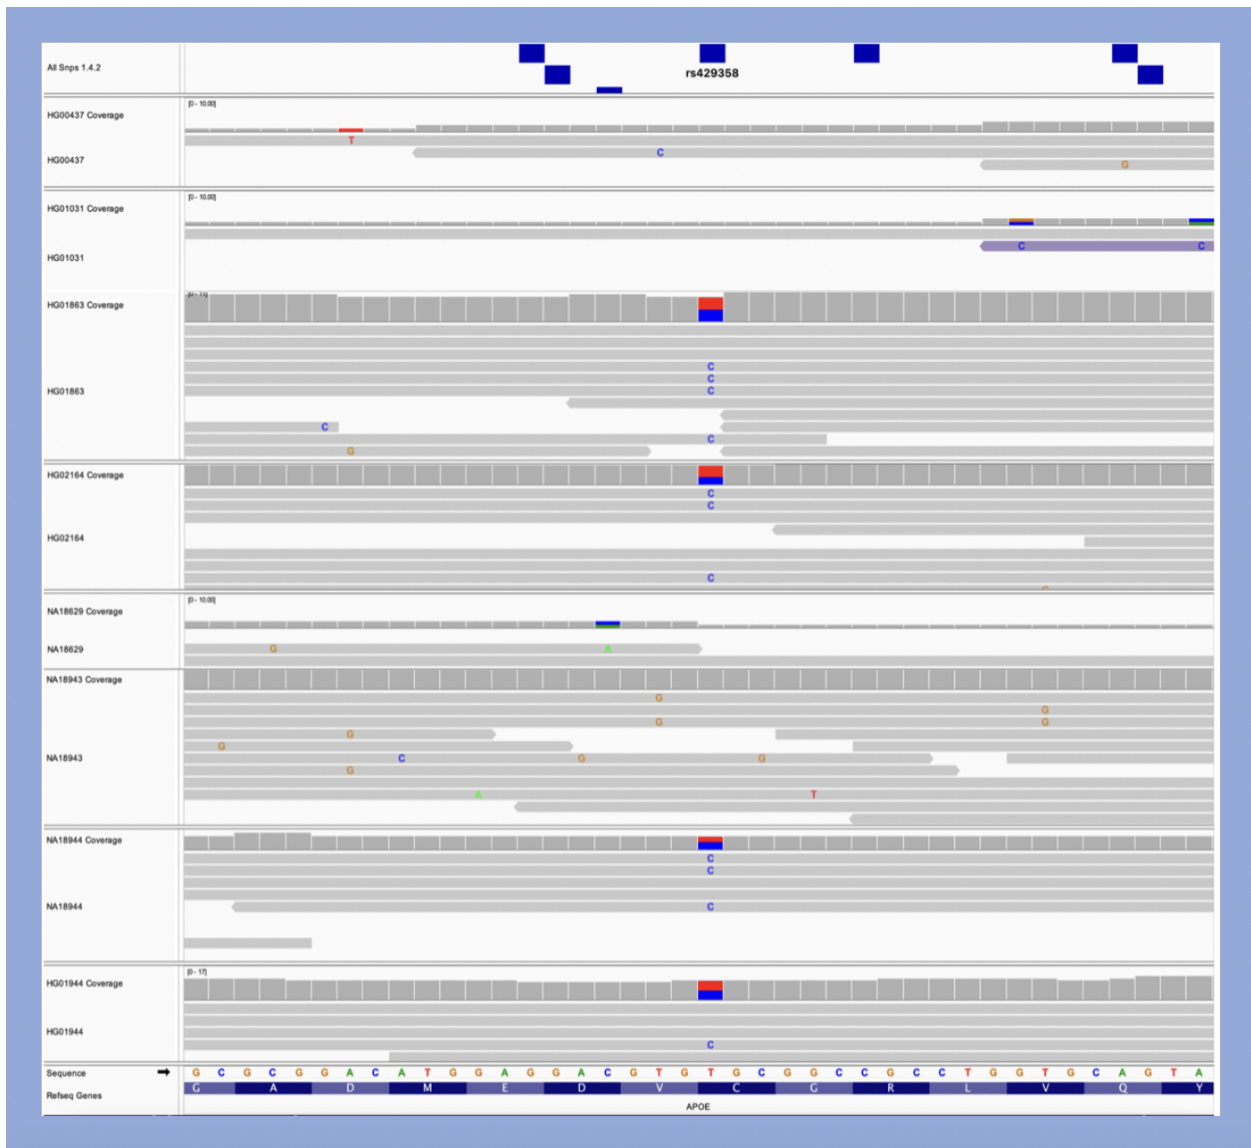 All Snps 1.4.2
rs429358
HG00437 Coverage
[0 - 10.00]
T
HG00437
C
G
HG01031 Coverage
[0 - 10.00]
HG01031
C C
HG01863 Coverage
C
C
HG01863
C
C
C
G
HG02164 Coverage
C
C
HG02164
C
NA18629 Coverage
[0 - 10.00]
NA18629
G A
NA18943 Coverage
G
G
G G
G
G
NA18943
C G G
G
A T
NA18944 Coverage
C
C
NA18944
C
HG01944 Coverage
[0 - 17]
HG01944
C
Sequence
G C G C G G A C A T G G A G G A C G T G T G C G G C C G C C T G G T G C A G T A
Refseq Genes
G A D M E D V C G R L V Q Y
APOE